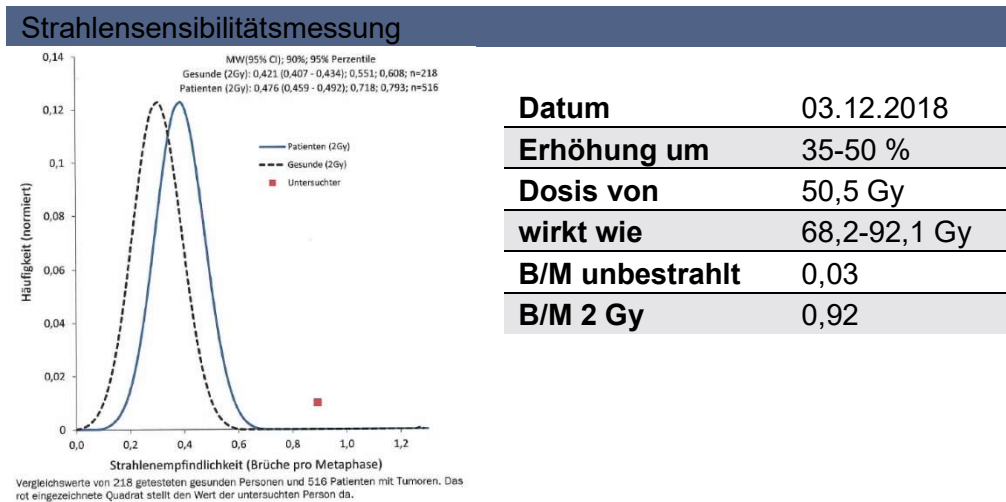 Strahlensensibilitätsmessung
MW(95% CI); 90%; 95% Perzentile
Gesunde (2Gy): 0,421 (0,407 - 0,434); 0,551; 0,608; n=218
Patienten (2Gy): 0,476 (0,459 - 0,492); 0,718; 0,793; n=516
0,14
0,12
0,1
0,08
0,06
0,04
0,02
0
Häufigkeit (normiert)
Patienten (2Gy)
Gesunde (2Gy)
Untersuchter
0,0 0,2 0,4 0,6 0,8 1,0 1,2
Strahlenempfindlichkeit (Brüche pro Metaphase)
Vergleichswerte von 218 getesteten gesunden Personen und 516 Patienten mit Tumoren. Das
rot eingezeichnete Quadrat stellt den Wert der untersuchten Person da.
Datum 03.12.2018
Erhöhung um 35-50 %
Dosis von 50,5 Gy
wirkt wie 68,2-92,1 Gy
B/M unbestrahlt 0,03
B/M 2 Gy 0,92